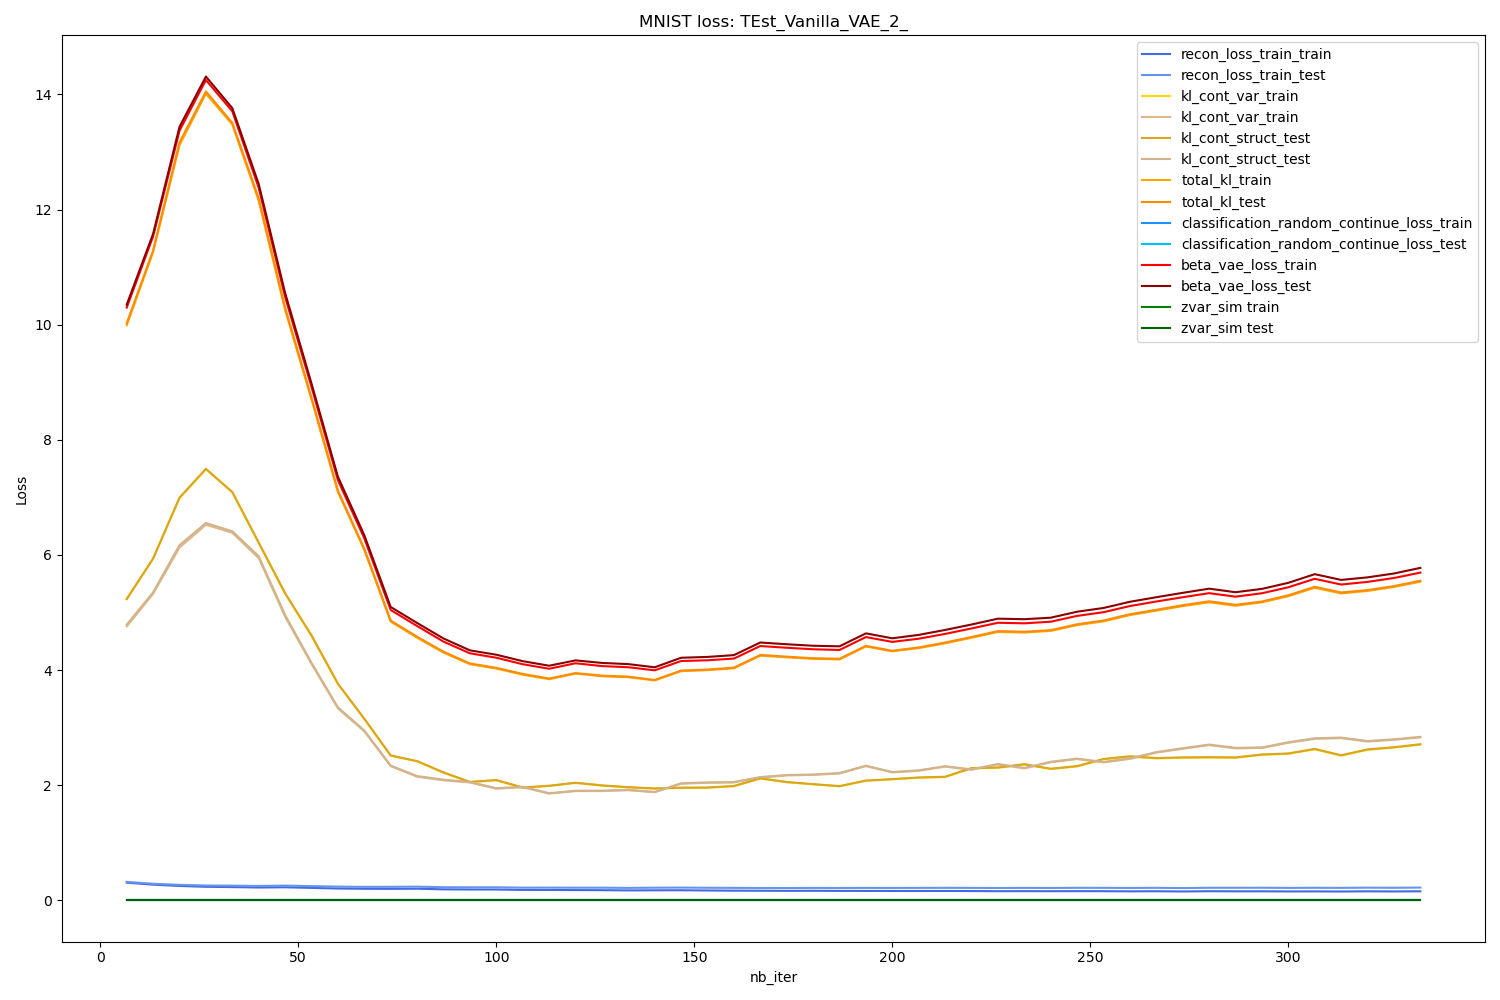 MNIST loss: TEst_Vanilla_VAE_2_
recon_loss_train_train
recon_loss_train_test
kl_cont_var_train
kl_cont_var_train
kl_cont_struct_test
kl_cont_struct_test
total_kl_train
total_kl_test
classification_random_continue_loss_train
classification_random_continue_loss_test
beta_vae_loss_train
beta_vae_loss_test
zvar_sim train
zvar_sim test
14
12
10
8
6
4
2
0
Loss
0 50 100 150 200 250 300
nb_iter